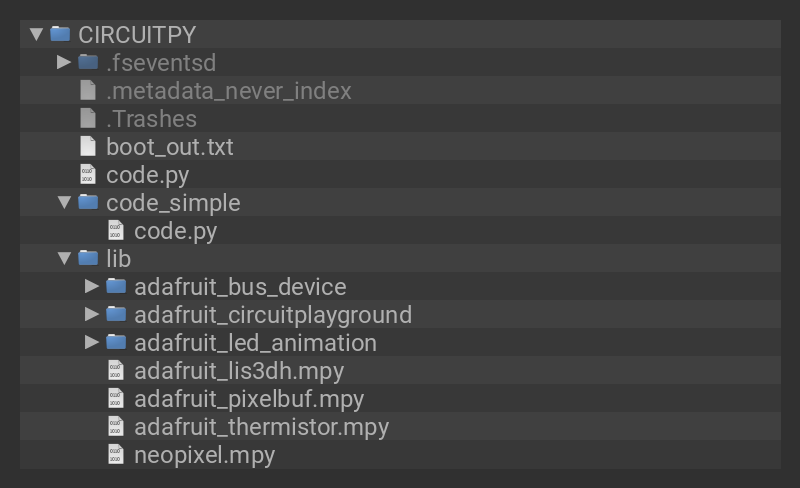 CIRCUITPY
.fseventsd
.metadata_never_index
.Trashes
boot_out.txt
code.py
code_simple
code.py
lib
adafruit_bus_device
adafruit_circuitplayground
adafruit_led_animation
adafruit_lis3dh.mpy
adafruit_pixelbuf.mpy
adafruit_thermistor.mpy
neopixel.mpy